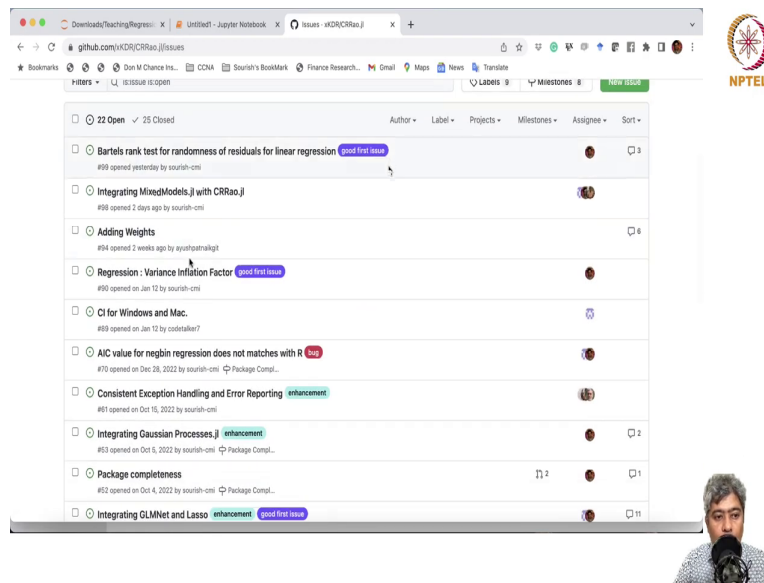 Downloads/Teaching/Regressi
Untitled1 - Jupyter Notebook
Issues · xKDR/CRRao.jl
github.com/xKDR/CRRao.jl/issues
Bookmarks
Don M Chance Ins...
CCNA
Sourish's BookMark
Finance Research...
Gmail
Maps
News
Translate
NPTEL
Filters
is:issue is:open
Labels 9
Milestones 8
New issue
22 Open
25 Closed
Author
Label
Projects
Milestones
Assignee
Sort
Bartels rank test for randomness of residuals for linear regression good first issue
3
#99 opened yesterday by sourish-cmi
Integrating MixedModels.jl with CRRao.jl
#98 opened 2 days ago by sourish-cmi
Adding Weights
6
#94 opened 2 weeks ago by ayushpatnaikgit
Regression : Variance Inflation Factor good first issue
#90 opened on Jan 12 by sourish-cmi
CI for Windows and Mac.
#89 opened on Jan 12 by codetalker7
AIC value for negbin regression does not matches with R bug
#70 opened on Dec 28, 2022 by sourish-cmi Package Compl...
Consistent Exception Handling and Error Reporting enhancement
#61 opened on Oct 15, 2022 by sourish-cmi
Integrating Gaussian Processes.jl enhancement
2
#53 opened on Oct 5, 2022 by sourish-cmi Package Compl...
Package completeness
2
1
#52 opened on Oct 4, 2022 by sourish-cmi Package Compl...
Integrating GLMNet and Lasso enhancement good first issue
11